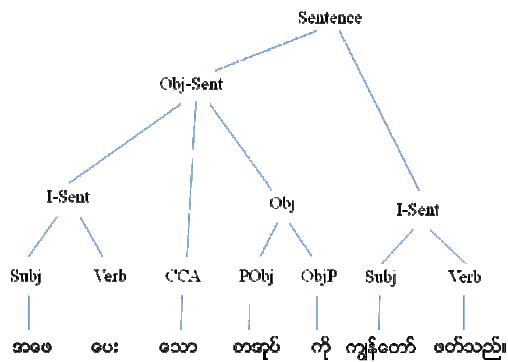 Sentence
Obj-Sent
I-Sent Obj I-Sent
Subj Verb CCA PObj ObjP Subj Verb
အဖေ ပေး သော စာအုပ် ကို ကျွန်တော် ဖတ်သည်။